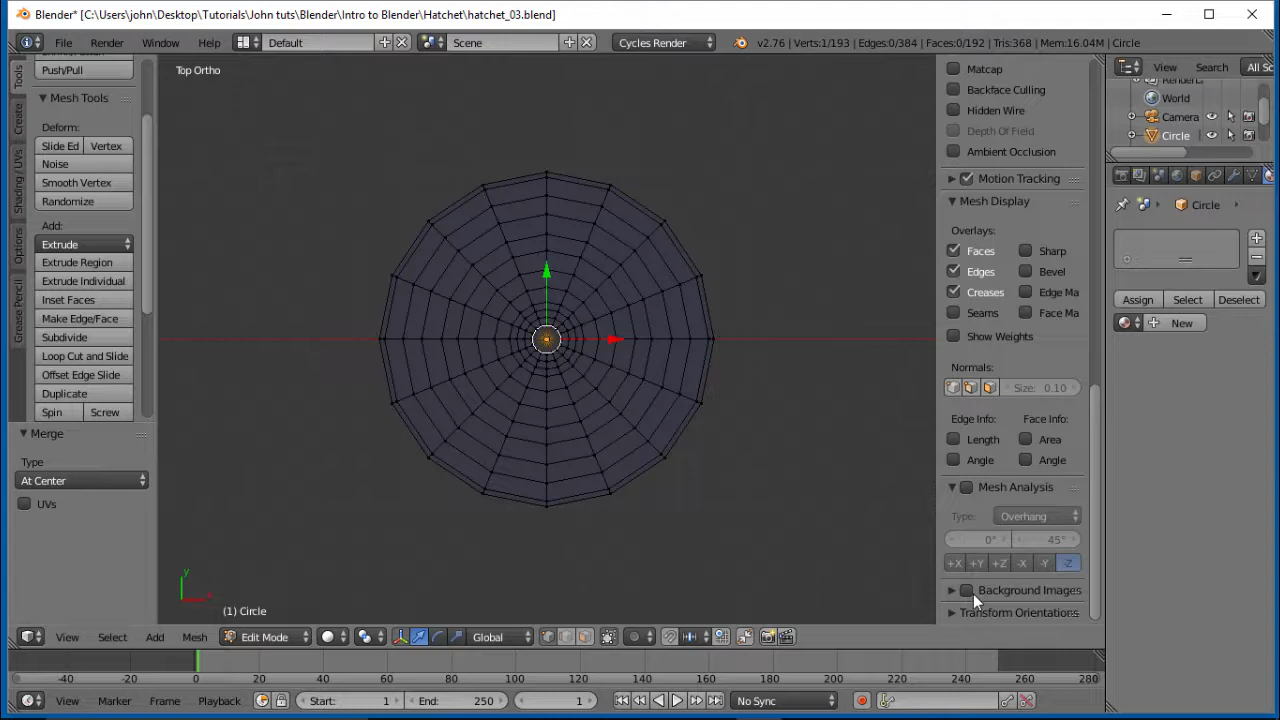 Blender* [C:\Users\john\Desktop\Tutorials\John tuts\Blender\Intro to Blender\Hatchet\hatchet_03.blend]
File Render Window Help Default Scene Cycles Render v2.76 | Verts:1/193 | Edges:0/384 | Faces:0/192 | Tris:368 | Mem:16.04M | Circle
Tools
Create
Shading / UVs
Options
Grease Pencil
Push/Pull
Mesh Tools
Deform:
Slide Ed Vertex
Noise
Smooth Vertex
Randomize
Add:
Extrude
Extrude Region
Extrude Individual
Inset Faces
Make Edge/Face
Subdivide
Loop Cut and Slide
Offset Edge Slide
Duplicate
Spin Screw
Merge
Type
At Center
UVs
Top Ortho
y
(1) Circle
Matcap
Backface Culling
Hidden Wire
Depth Of Field
Ambient Occlusion
Motion Tracking
Mesh Display
Overlays:
Faces Sharp
Edges Bevel
Creases Edge Ma
Seams Face Ma
Show Weights
Normals:
Size: 0.10
Edge Info: Face Info:
Length Area
Angle Angle
Mesh Analysis
Type: Overhang
0° 45°
+X +Y +Z -X -Y -Z
Background Images
Transform Orientations
View Search All Sc
World
Camera
Circle
Circle
Assign Select Deselect
New
View Select Add Mesh Edit Mode Global
-40 -20 0 20 40 60 80 100 120 140 160 180 200 220 240 260 280
View Marker Frame Playback Start: 1 End: 250 1 No Sync